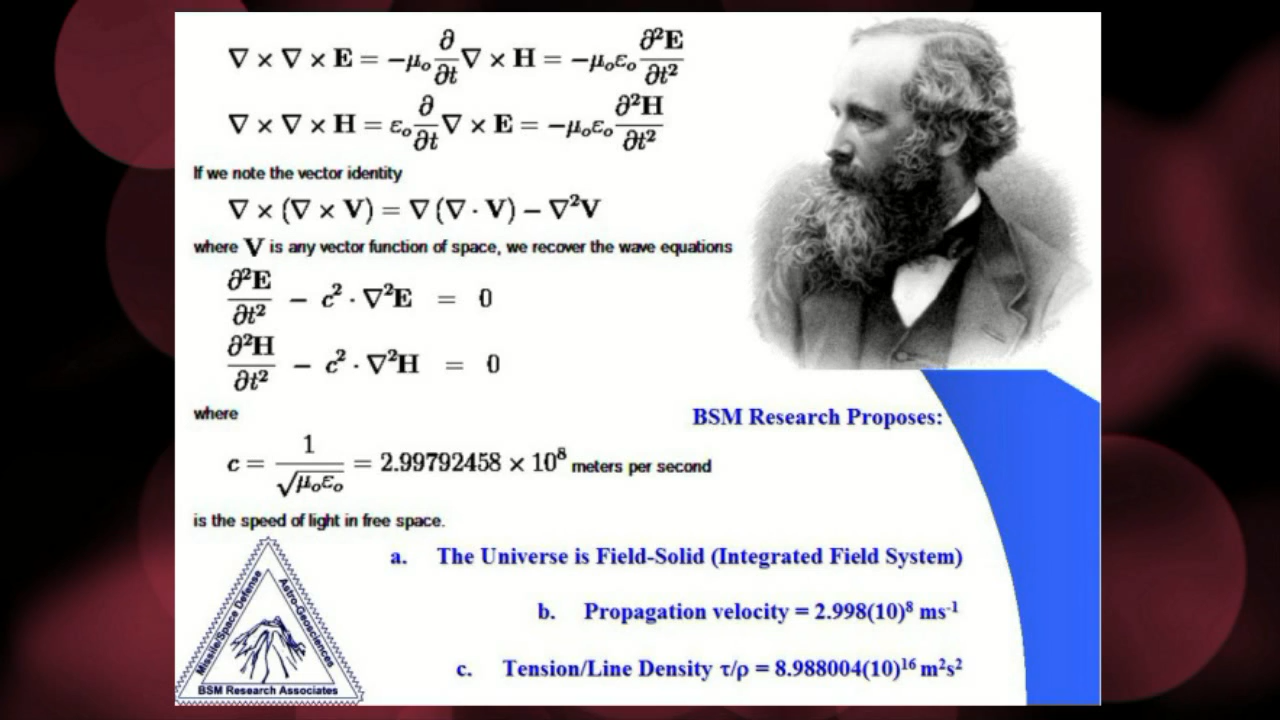 ∇ × ∇ × E = −μₒ ∂/∂t ∇ × H = −μₒεₒ ∂²E/∂t²
∇ × ∇ × H = εₒ ∂/∂t ∇ × E = −μₒεₒ ∂²H/∂t²
If we note the vector identity
∇ × (∇ × V) = ∇ (∇ · V) − ∇²V
where V is any vector function of space, we recover the wave equations
∂²E/∂t² − c² · ∇²E = 0
∂²H/∂t² − c² · ∇²H = 0
where
c = 1/√μₒεₒ = 2.99792458 × 10⁸ meters per second
is the speed of light in free space.
BSM Research Proposes:
a. The Universe is Field-Solid (Integrated Field System)
b. Propagation velocity = 2.998(10)⁸ ms⁻¹
c. Tension/Line Density τ/ρ = 8.988004(10)¹⁶ m²s²
Missile/Space Defense
Astro-Geosciences
BSM Research Associates